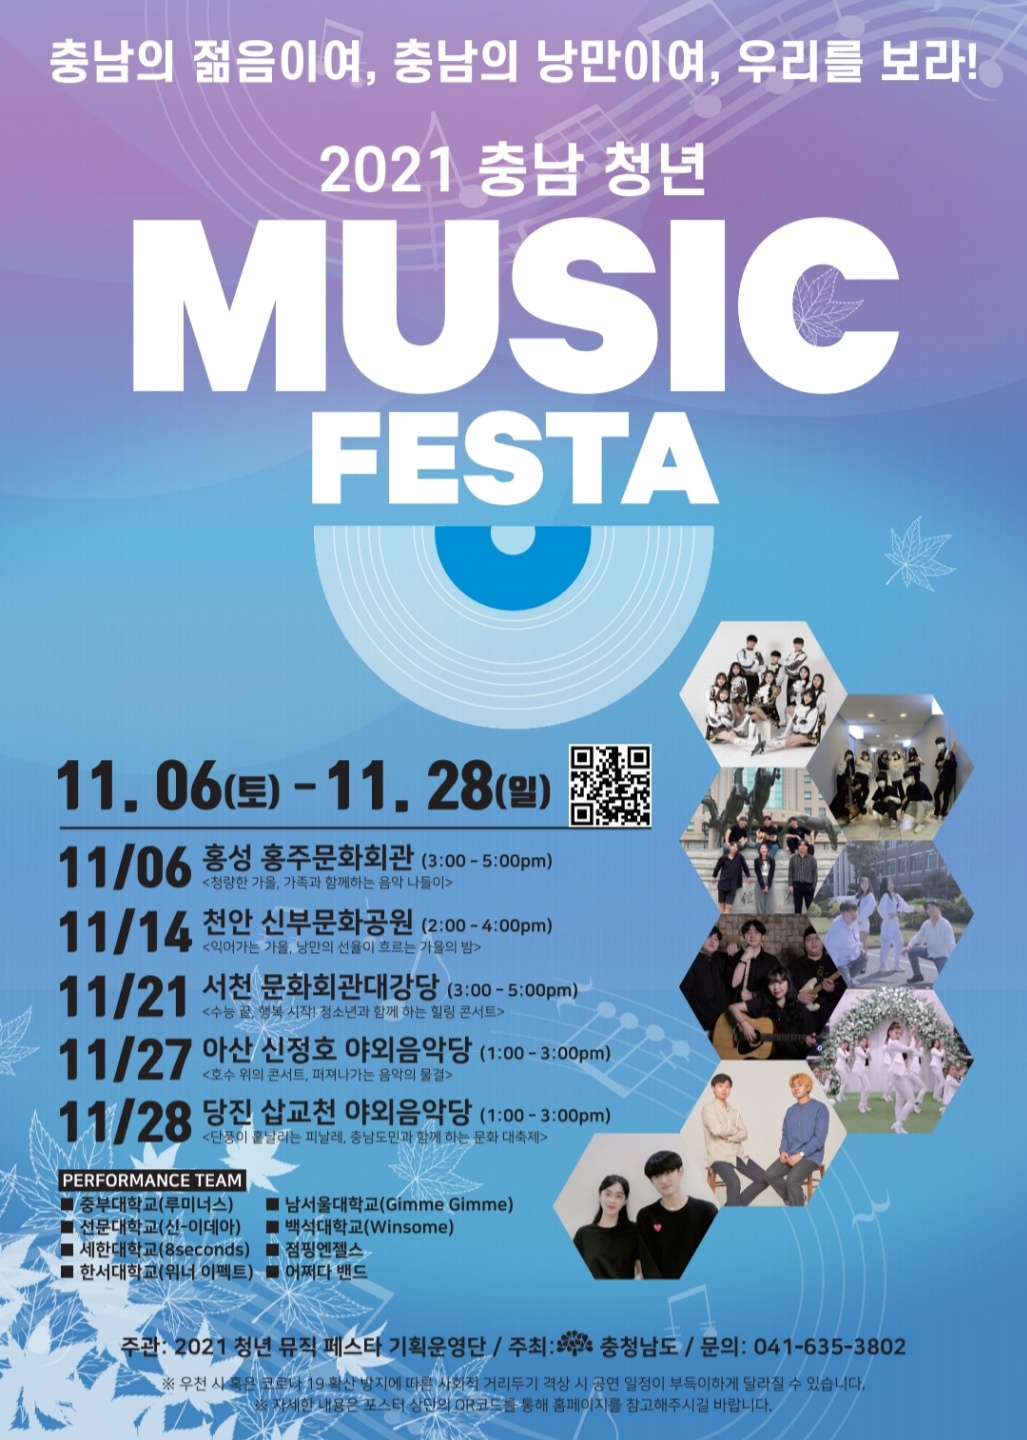 충남의 젊음이여, 충남의 낭만이여, 우리를 보라!
2021 충남 청년
MUSIC
FESTA
11. 06(토) - 11. 28(일)
11/06 홍성 홍주문화회관 (3:00 - 5:00pm)
<청량한 가을, 가족과 함께하는 음악 나들이>
11/14 천안 신부문화공원 (2:00 - 4:00pm)
<익어가는 가을, 낭만의 선율이 흐르는 가을의 밤>
11/21 서천 문화회관대강당 (3:00 - 5:00pm)
<수능 끝, 행복 시작! 청소년과 함께 하는 힐링 콘서트>
11/27 아산 신정호 야외음악당 (1:00 - 3:00pm)
<호수 위의 콘서트, 퍼져나가는 음악의 물결>
11/28 당진 삽교천 야외음악당 (1:00 - 3:00pm)
<단풍이 흩날리는 피날레, 충남도민과 함께 하는 문화 대축제>
PERFORMANCE TEAM
■ 중부대학교(루미너스) ■ 남서울대학교(Gimme Gimme)
■ 선문대학교(신-이데아) ■ 백석대학교(Winsome)
■ 세한대학교(8seconds) ■ 점핑엔젤스
■ 한서대학교(위너 이펙트) ■ 어쩌다 밴드
주관: 2021 청년 뮤직 페스타 기획운영단 / 주최: 충청남도 / 문의: 041-635-3802
※ 우천 시 혹은 코로나 19 확산 방지에 따른 사회적 거리두기 격상 시 공연 일정이 부득이하게 달라질 수 있습니다.
※ 자세한 내용은 포스터 상단의 QR코드를 통해 홈페이지를 참고해주시길 바랍니다.